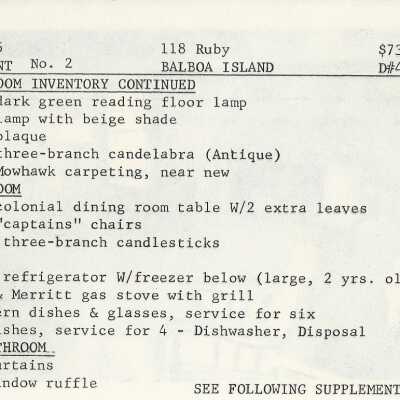 118 Ruby $73
NT No. 2 BALBOA ISLAND D#4
OOM INVENTORY CONTINUED
dark green reading floor lamp
lamp with beige shade
plaque
three-branch candelabra (Antique)
Mowhawk carpeting, near new
OOM
colonial dining room table W/2 extra leaves
"captains" chairs
three-branch candlesticks
refrigerator W/freezer below (large, 2 yrs. ol
& Merritt gas stove with grill
ern dishes & glasses, service for six
ishes, service for 4 - Dishwasher, Disposal
THROOM
urtains
ndow ruffle
SEE FOLLOWING SUPPLEMENT